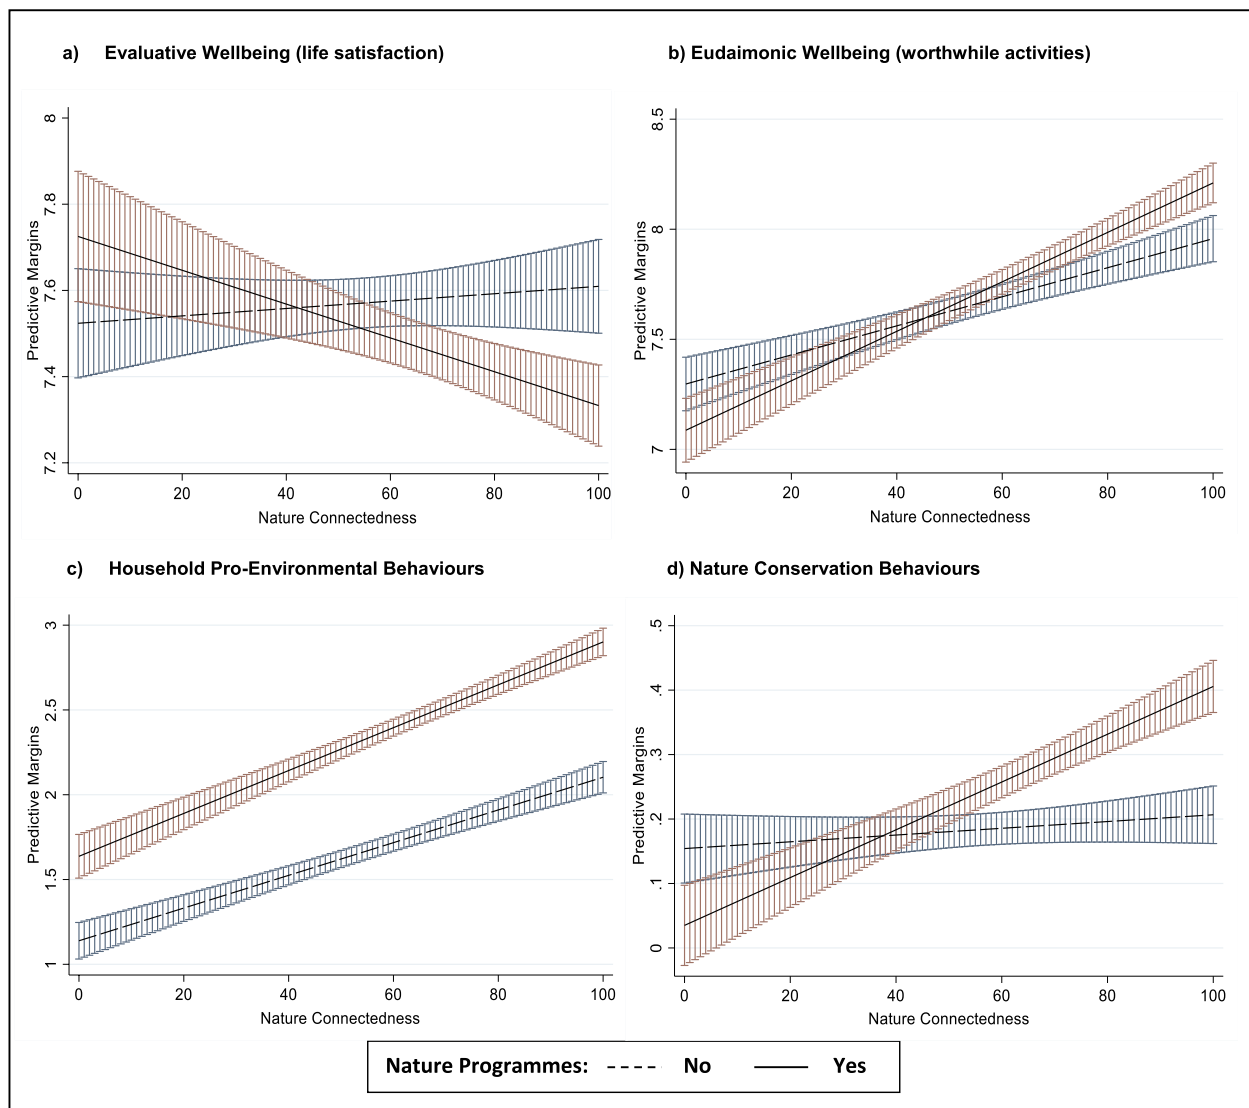 a) Evaluative Wellbeing (life satisfaction)
8
7.8
7.6
7.4
7.2
Predictive Margins
0 20 40 60 80 100
Nature Connectedness
b) Eudaimonic Wellbeing (worthwhile activities)
8.5
8
7.5
7
Predictive Margins
0 20 40 60 80 100
Nature Connectedness
c) Household Pro-Environmental Behaviours
3
2.5
2
1.5
1
Predictive Margins
0 20 40 60 80 100
Nature Connectedness
d) Nature Conservation Behaviours
.5
.4
.3
.2
.1
0
Predictive Margins
0 20 40 60 80 100
Nature Connectedness
Nature Programmes: No Yes